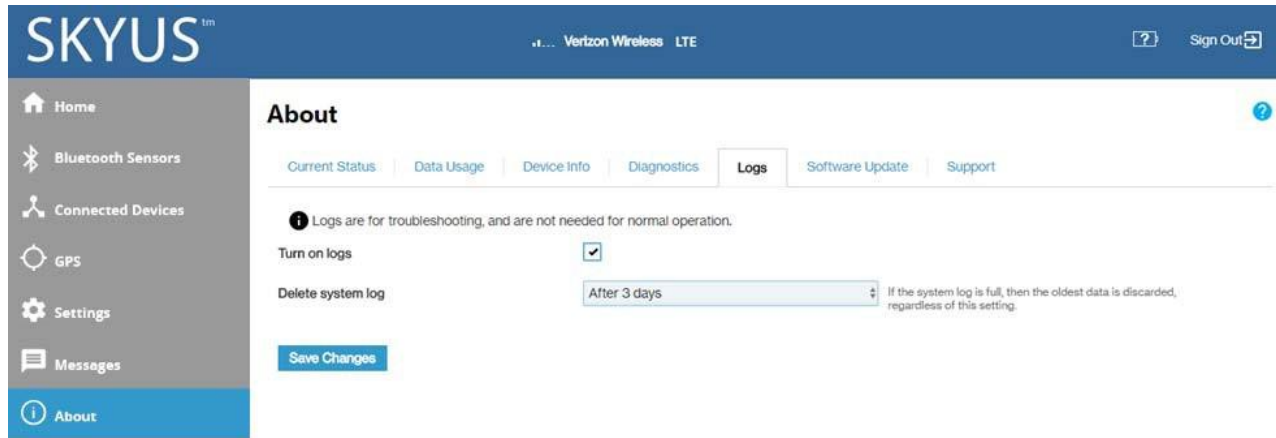 SKYUS™
Verizon Wireless LTE
?
Sign Out
Home
Bluetooth Sensors
Connected Devices
GPS
Settings
Messages
About
About
?
Current Status
Data Usage
Device Info
Diagnostics
Logs
Software Update
Support
Logs are for troubleshooting, and are not needed for normal operation.
Turn on logs
Delete system log
After 3 days
If the system log is full, then the oldest data is discarded,
regardless of this setting.
Save Changes